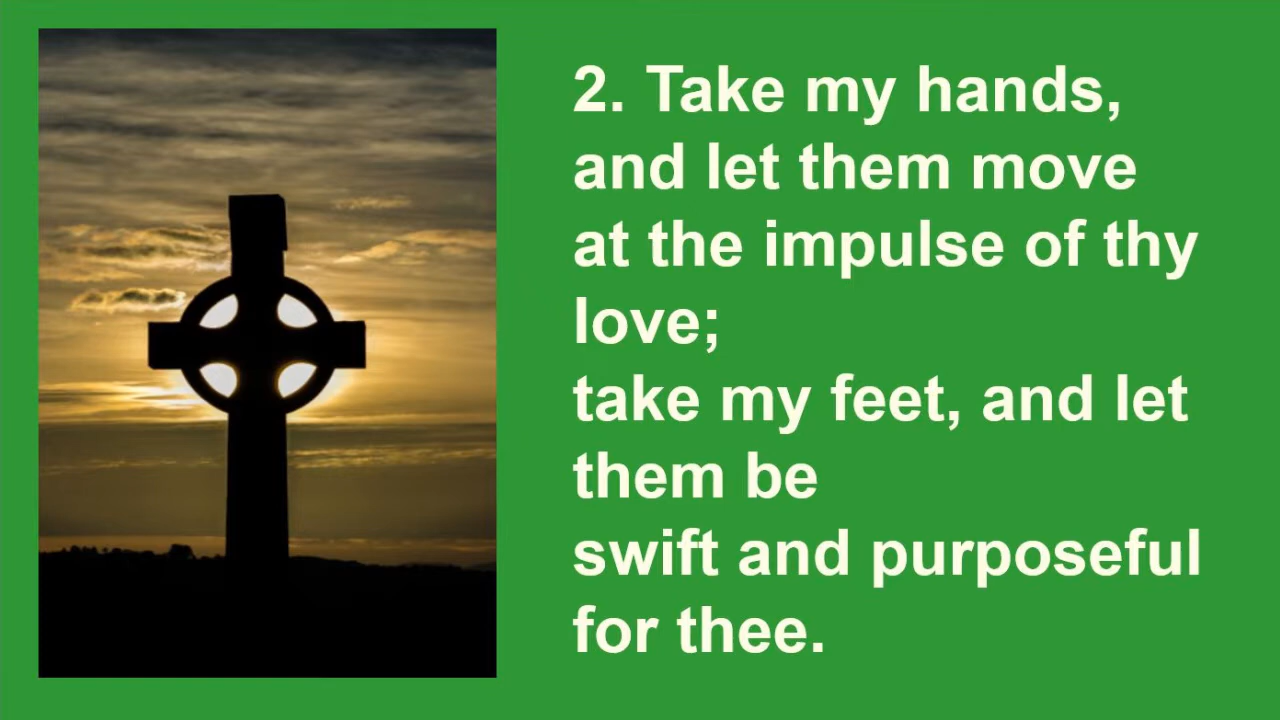 2. Take my hands,
and let them move
at the impulse of thy
love;
take my feet, and let
them be
swift and purposeful
for thee.